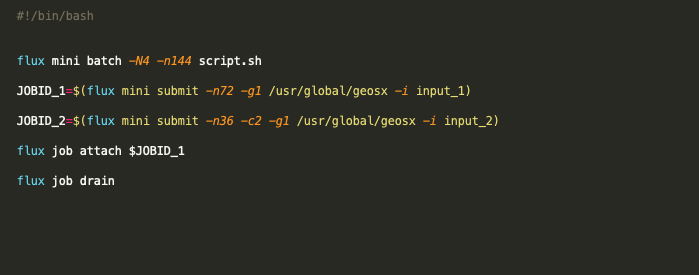 #!/bin/bash
flux mini batch -N4 -n144 script.sh
JOBID_1=$(flux mini submit -n72 -g1 /usr/global/geosx -i input_1)
JOBID_2=$(flux mini submit -n36 -c2 -g1 /usr/global/geosx -i input_2)
flux job attach $JOBID_1
flux job drain